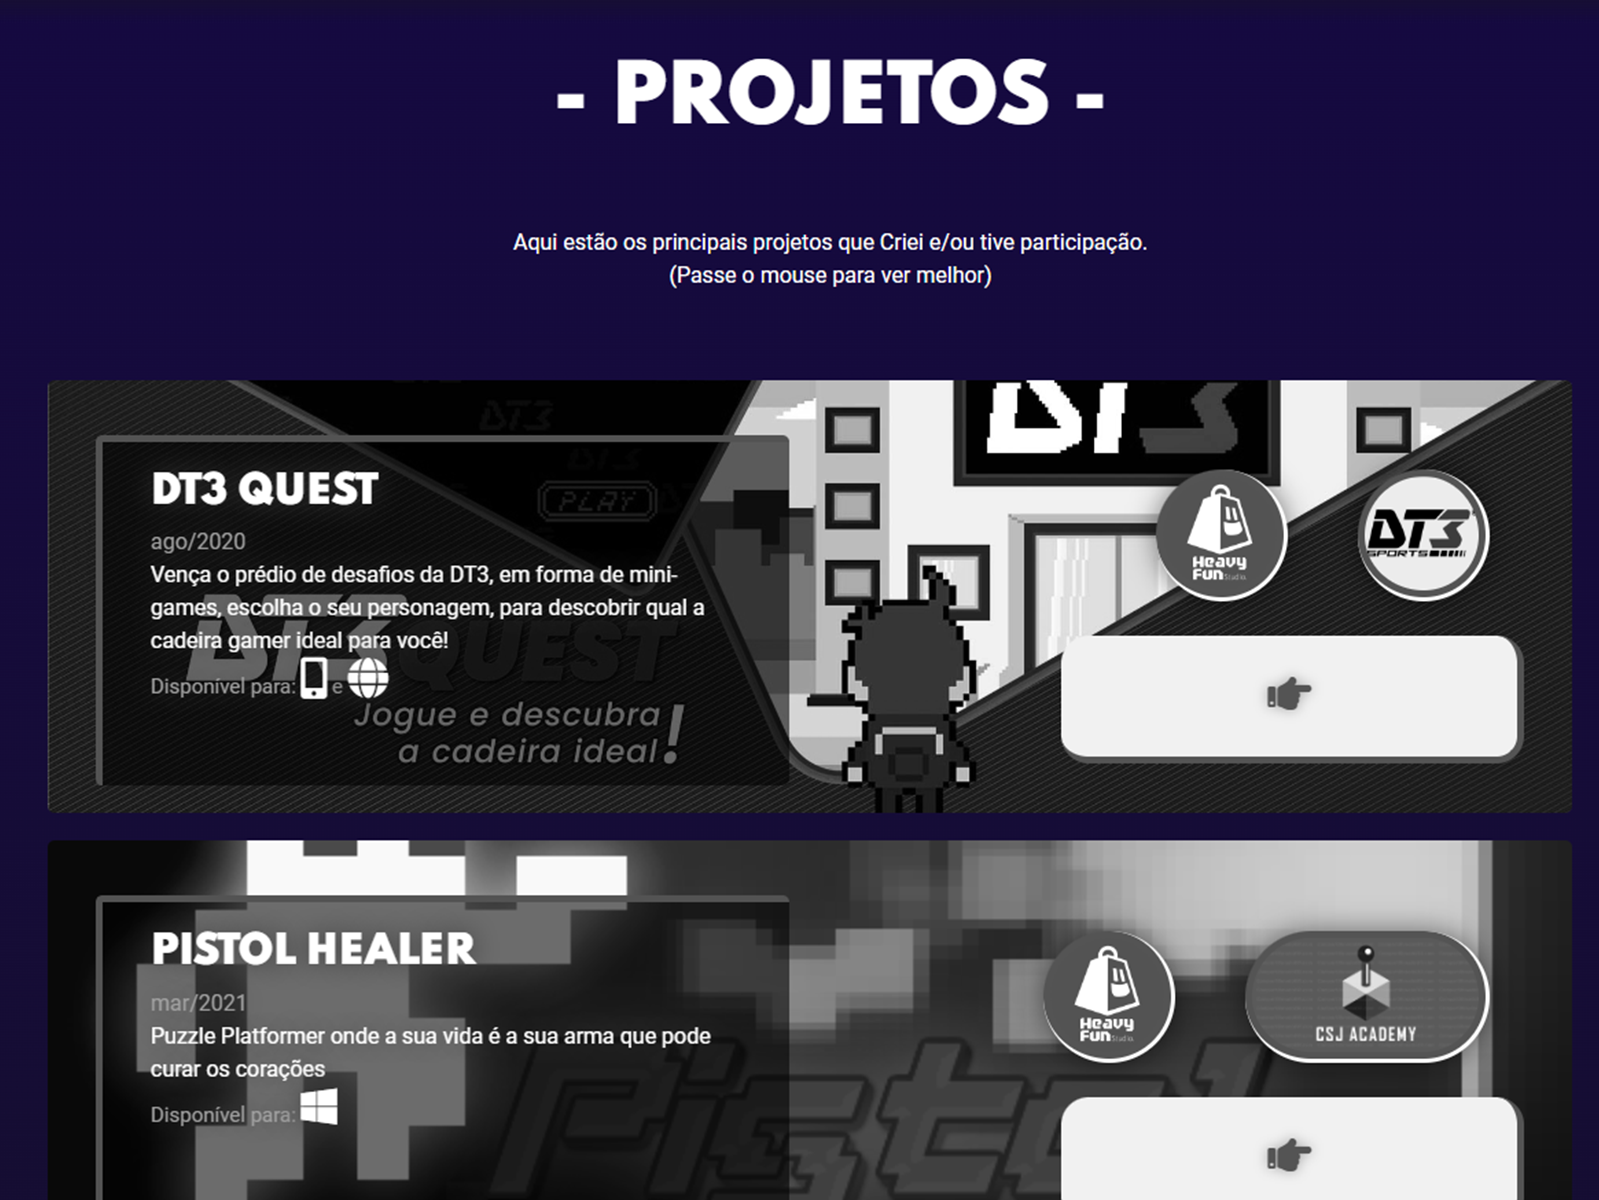 - PROJETOS -
Aqui estão os principais projetos que Criei e/ou tive participação.
(Passe o mouse para ver melhor)
DT3
DT3
PLAY
DT3
DT3 QUEST
ago/2020
Vença o prédio de desafios da DT3, em forma de mini-
games, escolha o seu personagem, para descobrir qual a
cadeira gamer ideal para você!
DT3 QUEST
Disponível para: e
Jogue e descubra
a cadeira ideal!
Heavy
Fun Studio
DT3
SPORTS
PISTOL HEALER
mar/2021
Puzzle Platformer onde a sua vida é a sua arma que pode
curar os corações
Disponível para:
Heavy
Fun Studio
CSJ ACADEMY
Pistol